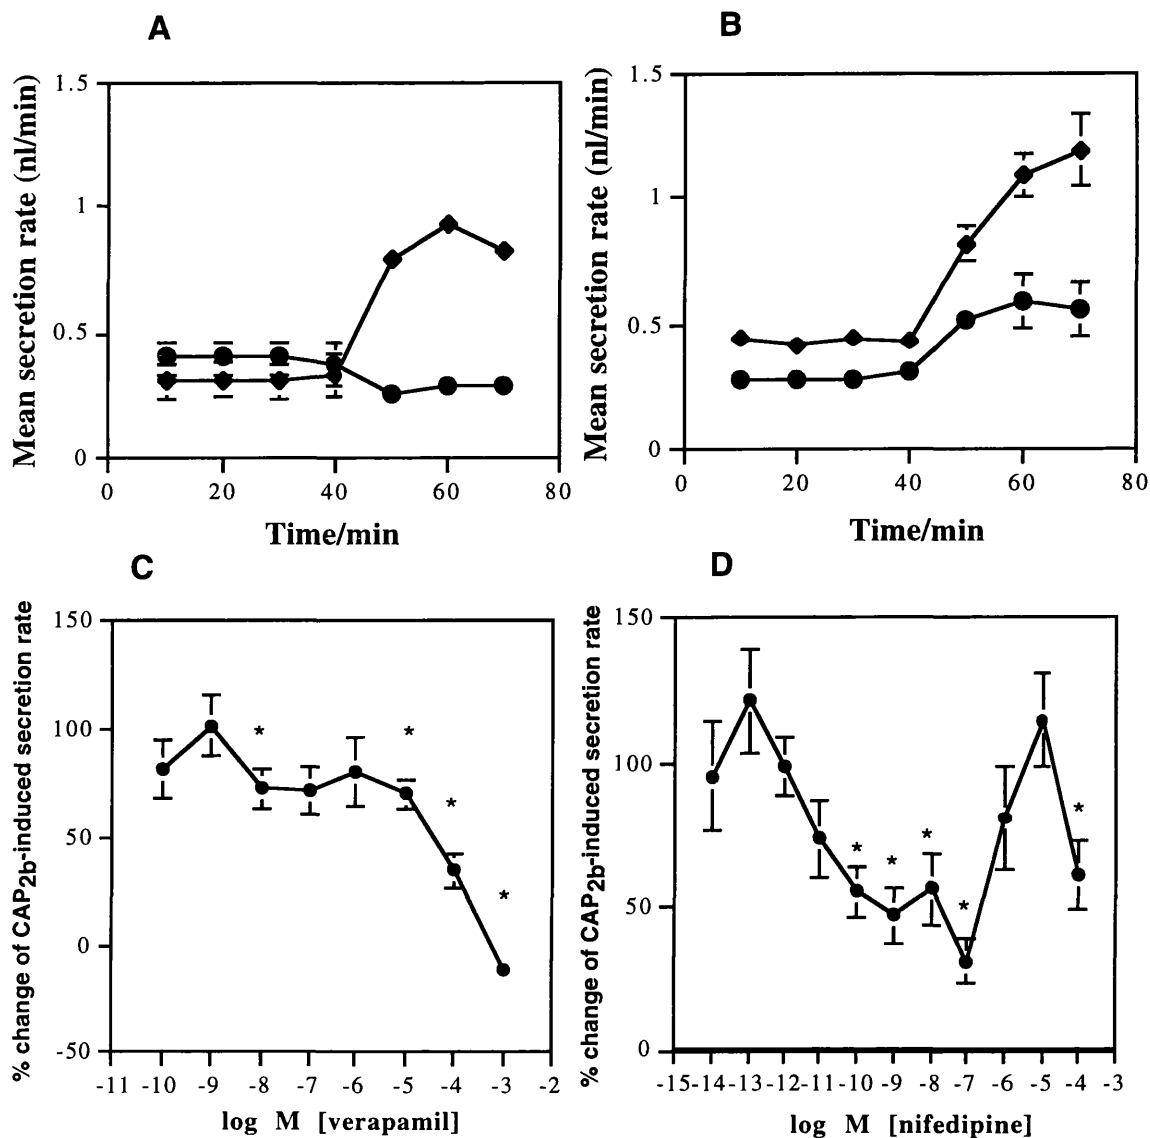 A
B
Mean secretion rate (nl/min)
1.5
1
0.5
0
0 20 40 60 80
Time/min
Mean secretion rate (nl/min)
1.5
1
0.5
0
0 20 40 60 80
Time/min
C
D
% change of CAP2b-induced secretion rate
150
100
50
0
-50
* * * *
-11 -10 -9 -8 -7 -6 -5 -4 -3 -2
log M [verapamil]
% change of CAP2b-induced secretion rate
150
100
50
0
* * * * *
-15-14-13-12-11-10 -9 -8 -7 -6 -5 -4 -3
log M [nifedipine]